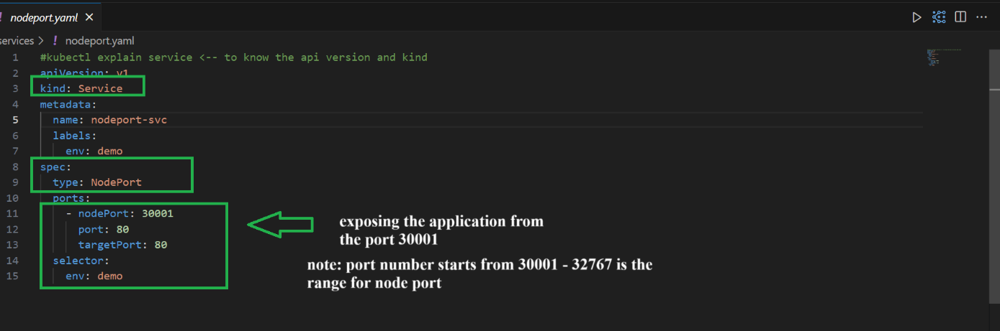 ! nodeport.yaml ×
services > ! nodeport.yaml
1 #kubectl explain service <-- to know the api version and kind
2 apiVersion: v1
3 kind: Service
4 metadata:
5   name: nodeport-svc
6   labels:
7     env: demo
8 spec:
9   type: NodePort
10   ports:
11     - nodePort: 30001
12       port: 80
13       targetPort: 80
14   selector:
15     env: demo
exposing the application from
the port 30001
note: port number starts from 30001 - 32767 is the
range for node port